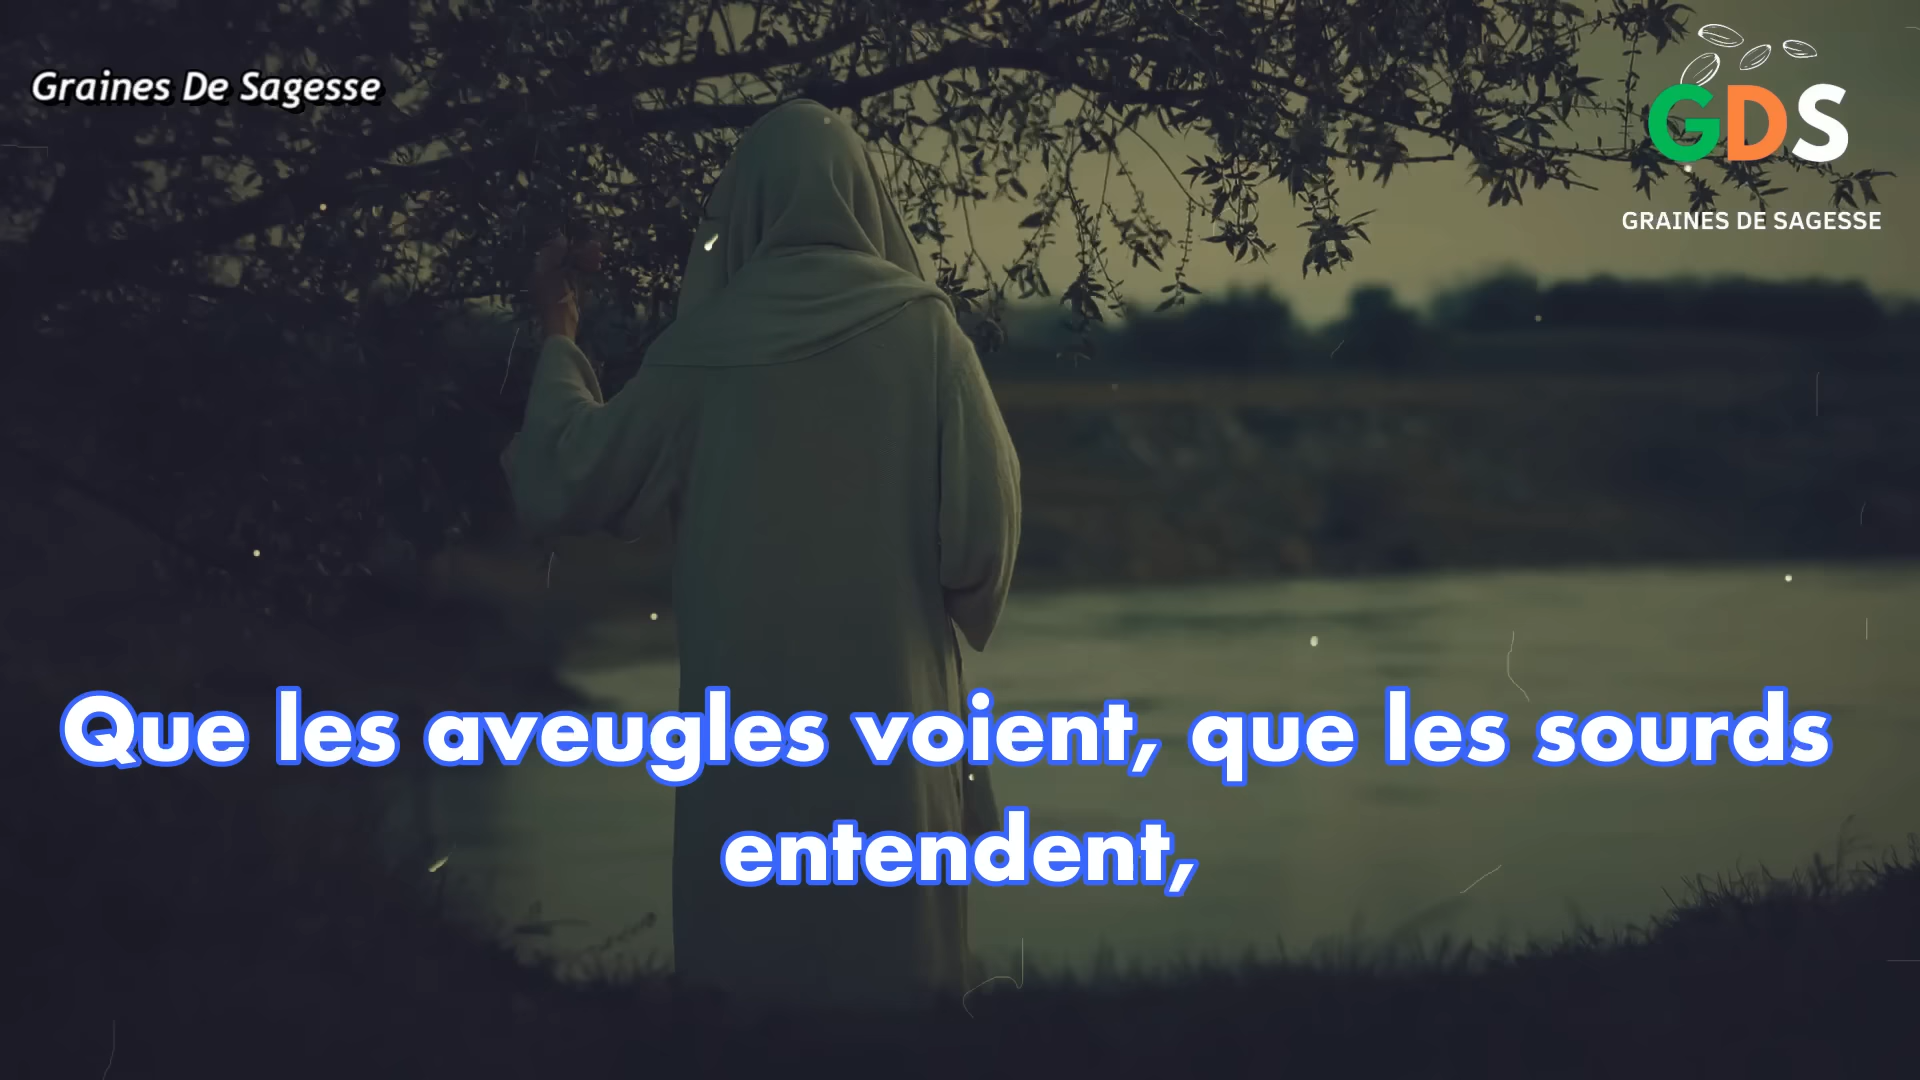 Graines De Sagesse
GDS
GRAINES DE SAGESSE
Que les aveugles voient, que les sourds
entendent,